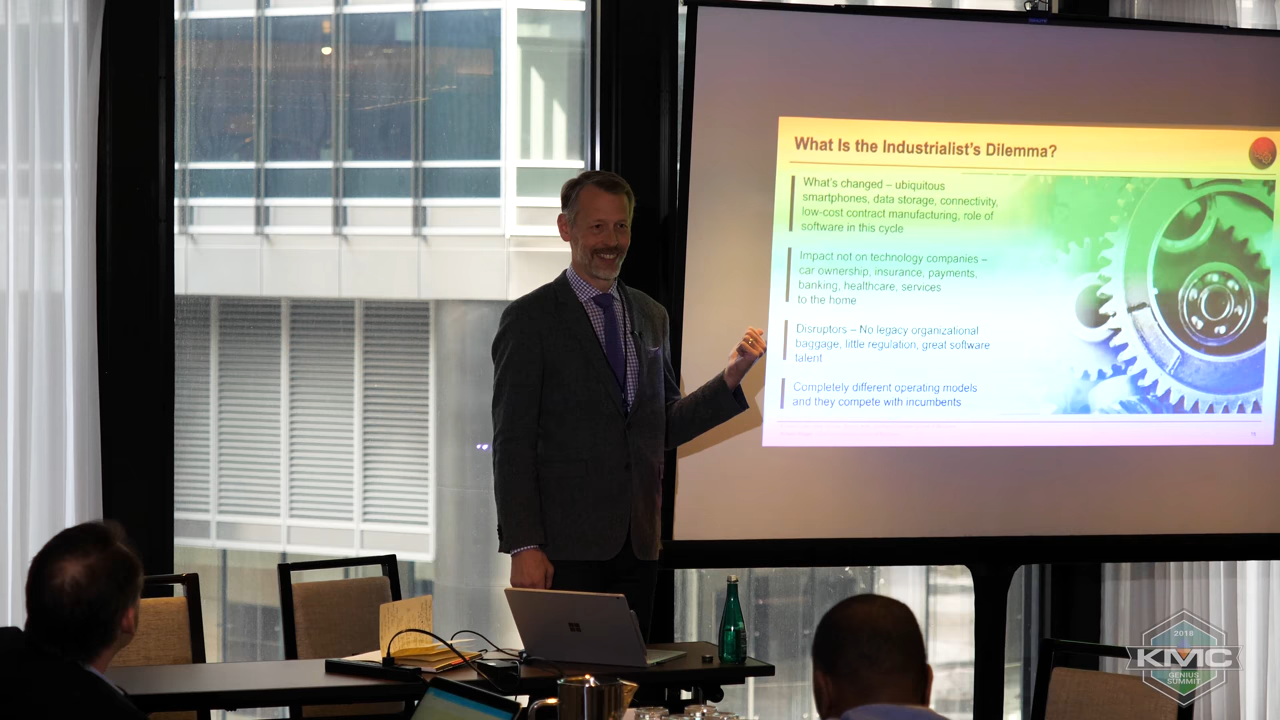 What Is the Industrialist's Dilemma?
What's changed – ubiquitous
smartphones, data storage, connectivity,
low-cost contract manufacturing, role of
software in this cycle
Impact not on technology companies –
car ownership, insurance, payments,
banking, healthcare, services
to the home
Disruptors – No legacy organizational
baggage, little regulation, great software
talent
Completely different operating models
and they compete with incumbents
2018
KMC
GENIUS
SUMMIT